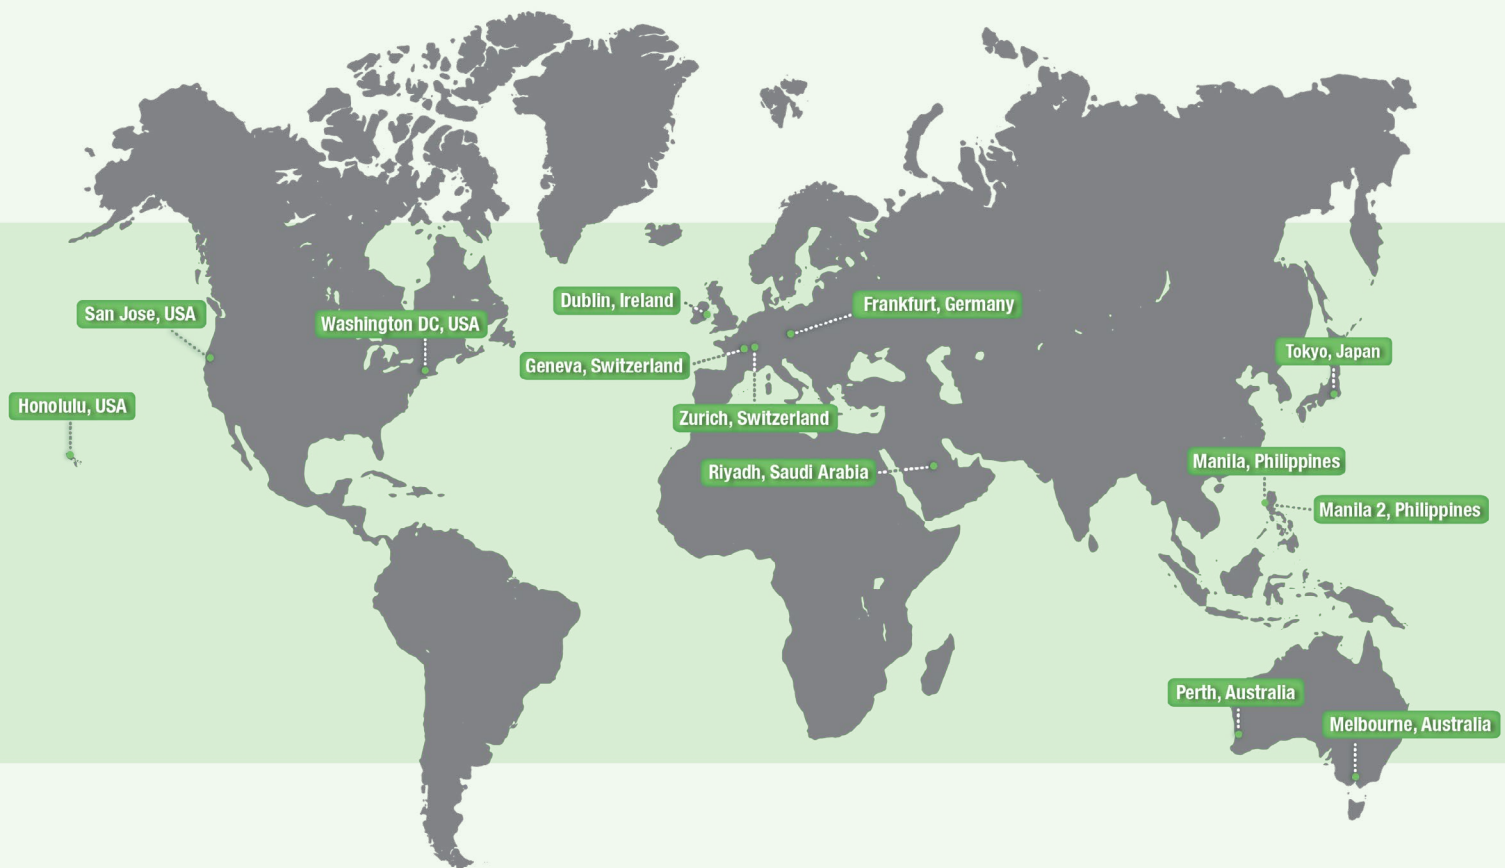 Dublin, Ireland
Frankfurt, Germany
San Jose, USA
Washington DC, USA
Tokyo, Japan
Geneva, Switzerland
Honolulu, USA
Zurich, Switzerland
Manila, Philippines
Riyadh, Saudi Arabia
Manila 2, Philippines
Perth, Australia
Melbourne, Australia